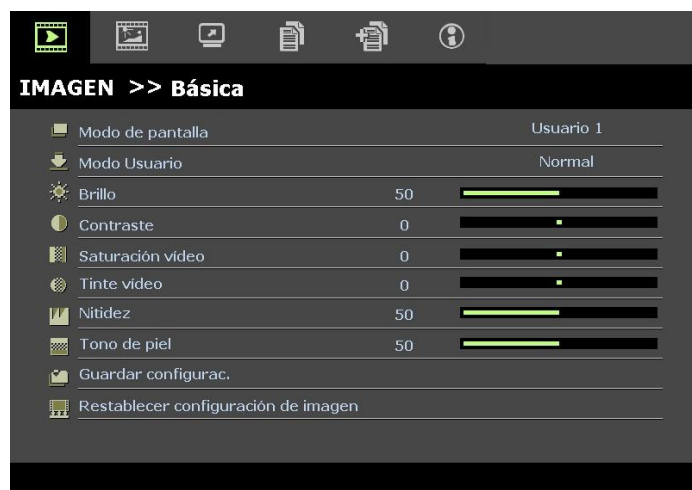 IMAGEN >> Básica
Modo de pantalla Usuario 1
Modo Usuario Normal
Brillo 50
Contraste 0
Saturación vídeo 0
Tinte vídeo 0
Nitidez 50
Tono de piel 50
Guardar configurac.
Restablecer configuración de imagen